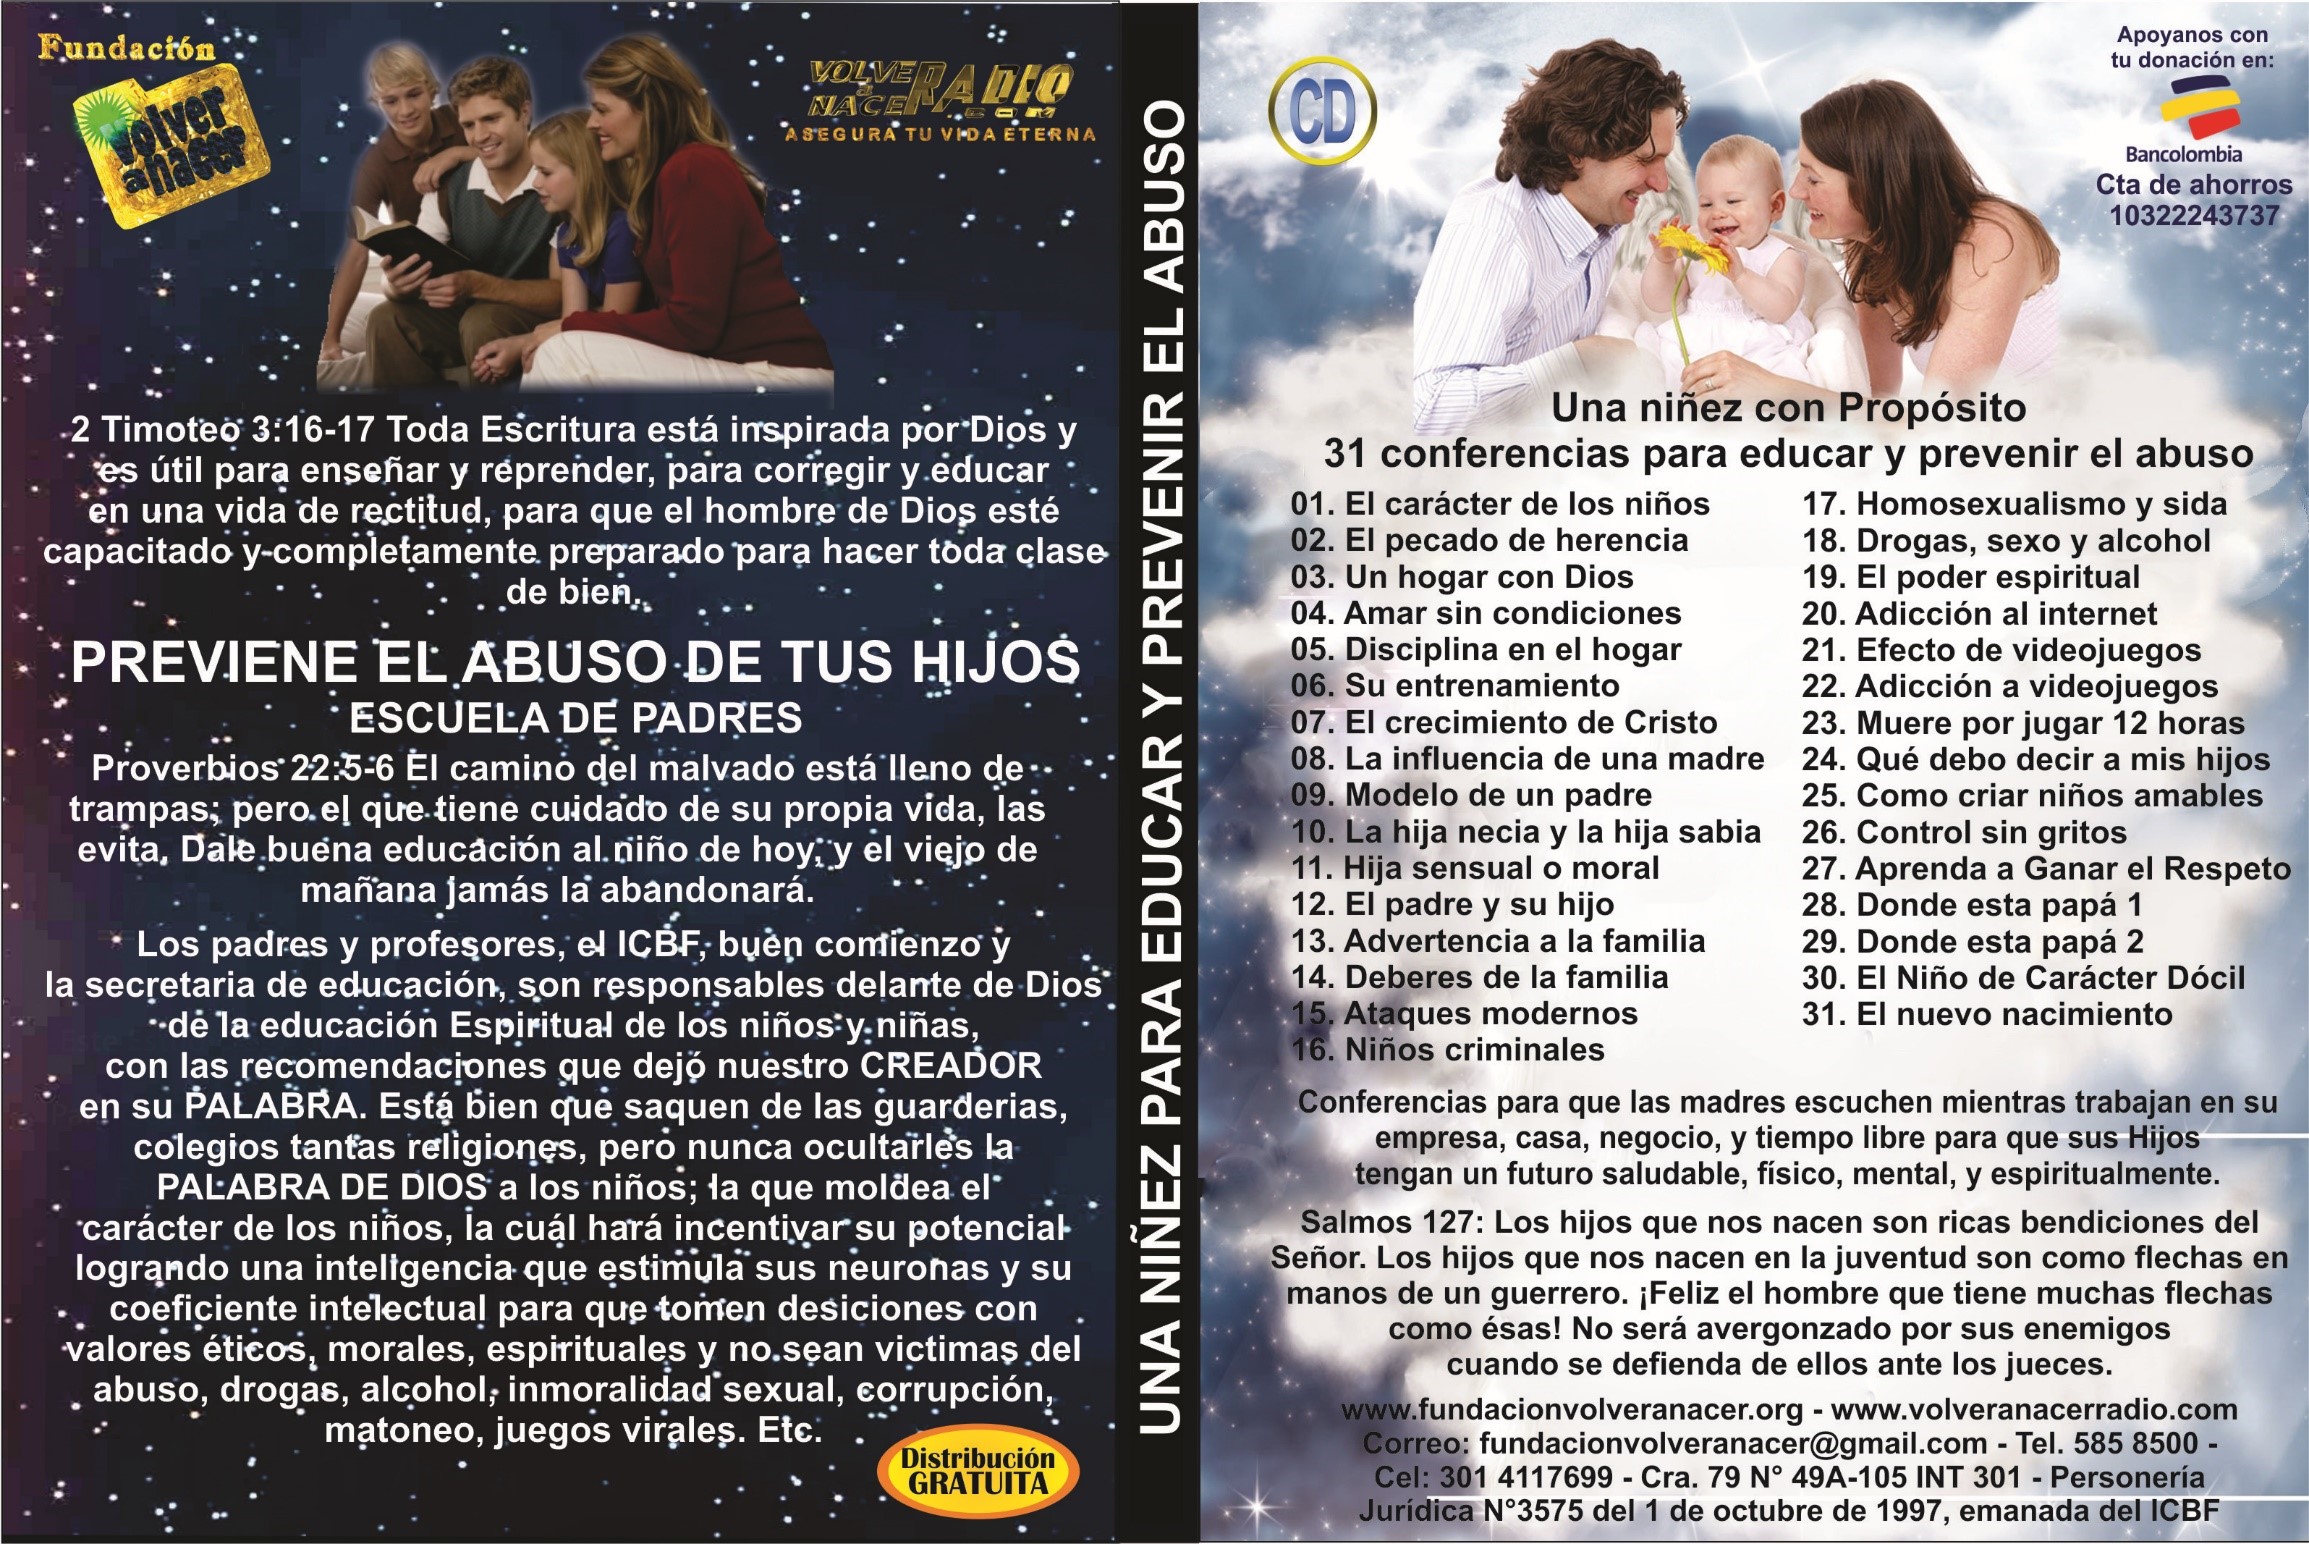 Fundación
Volver
a nacer
VOLVER
a
NACER RADIO
.COM
ASEGURA TU VIDA ETERNA
2 Timoteo 3:16-17 Toda Escritura está inspirada por Dios y
es útil para enseñar y reprender, para corregir y educar
en una vida de rectitud, para que el hombre de Dios esté
capacitado y completamente preparado para hacer toda clase
de bien.
PREVIENE EL ABUSO DE TUS HIJOS
ESCUELA DE PADRES
Proverbios 22:5-6 El camino del malvado está lleno de
trampas; pero el que tiene cuidado de su propia vida, las
evita. Dale buena educación al niño de hoy, y el viejo de
mañana jamás la abandonará.
Los padres y profesores, el ICBF, buen comienzo y
la secretaria de educación, son responsables delante de Dios
de la educación Espiritual de los niños y niñas,
con las recomendaciones que dejó nuestro CREADOR
en su PALABRA. Está bien que saquen de las guarderias,
colegios tantas religiones, pero nunca ocultarles la
PALABRA DE DIOS a los niños; la que moldea el
carácter de los niños, la cuál hará incentivar su potencial
logrando una inteligencia que estimula sus neuronas y su
coeficiente intelectual para que tomen desiciones con
valores éticos, morales, espirituales y no sean victimas del
abuso, drogas, alcohol, inmoralidad sexual, corrupción,
matoneo, juegos virales. Etc.
Distribución
GRATUITA
UNA NIÑEZ PARA EDUCAR Y PREVENIR EL ABUSO
CD
Apoyanos con
tu donación en:
Bancolombia
Cta de ahorros
10322243737
Una niñez con Propósito
31 conferencias para educar y prevenir el abuso
01. El carácter de los niños
02. El pecado de herencia
03. Un hogar con Dios
04. Amar sin condiciones
05. Disciplina en el hogar
06. Su entrenamiento
07. El crecimiento de Cristo
08. La influencia de una madre
09. Modelo de un padre
10. La hija necia y la hija sabia
11. Hija sensual o moral
12. El padre y su hijo
13. Advertencia a la familia
14. Deberes de la familia
15. Ataques modernos
16. Niños criminales
17. Homosexualismo y sida
18. Drogas, sexo y alcohol
19. El poder espiritual
20. Adicción al internet
21. Efecto de videojuegos
22. Adicción a videojuegos
23. Muere por jugar 12 horas
24. Qué debo decir a mis hijos
25. Como criar niños amables
26. Control sin gritos
27. Aprenda a Ganar el Respeto
28. Donde esta papá 1
29. Donde esta papá 2
30. El Niño de Carácter Dócil
31. El nuevo nacimiento
Conferencias para que las madres escuchen mientras trabajan en su
empresa, casa, negocio, y tiempo libre para que sus Hijos
tengan un futuro saludable, físico, mental, y espiritualmente.
Salmos 127: Los hijos que nos nacen son ricas bendiciones del
Señor. Los hijos que nos nacen en la juventud son como flechas en
manos de un guerrero. ¡Feliz el hombre que tiene muchas flechas
como ésas! No será avergonzado por sus enemigos
cuando se defienda de ellos ante los jueces.
www.fundacionvolveranacer.org - www.volveranacerradio.com
Correo: fundacionvolveranacer@gmail.com - Tel. 585 8500 -
Cel: 301 4117699 - Cra. 79 N° 49A-105 INT 301 - Personería
Jurídica N°3575 del 1 de octubre de 1997, emanada del ICBF